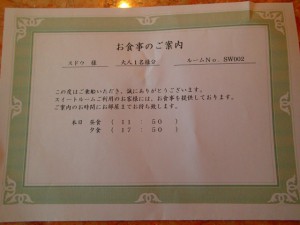 お食事のご案内
スドウ 様 大人1名様分 ルームNo. SW002
この度はご乗船いただき、誠にありがとうございます。
スイートルームご利用のお客様には、お食事を提供しております。
ご案内のお時間にお部屋までお持ち致します。
本日 昼食 ( 11 : 50 )
夕食 ( 17 : 50 )